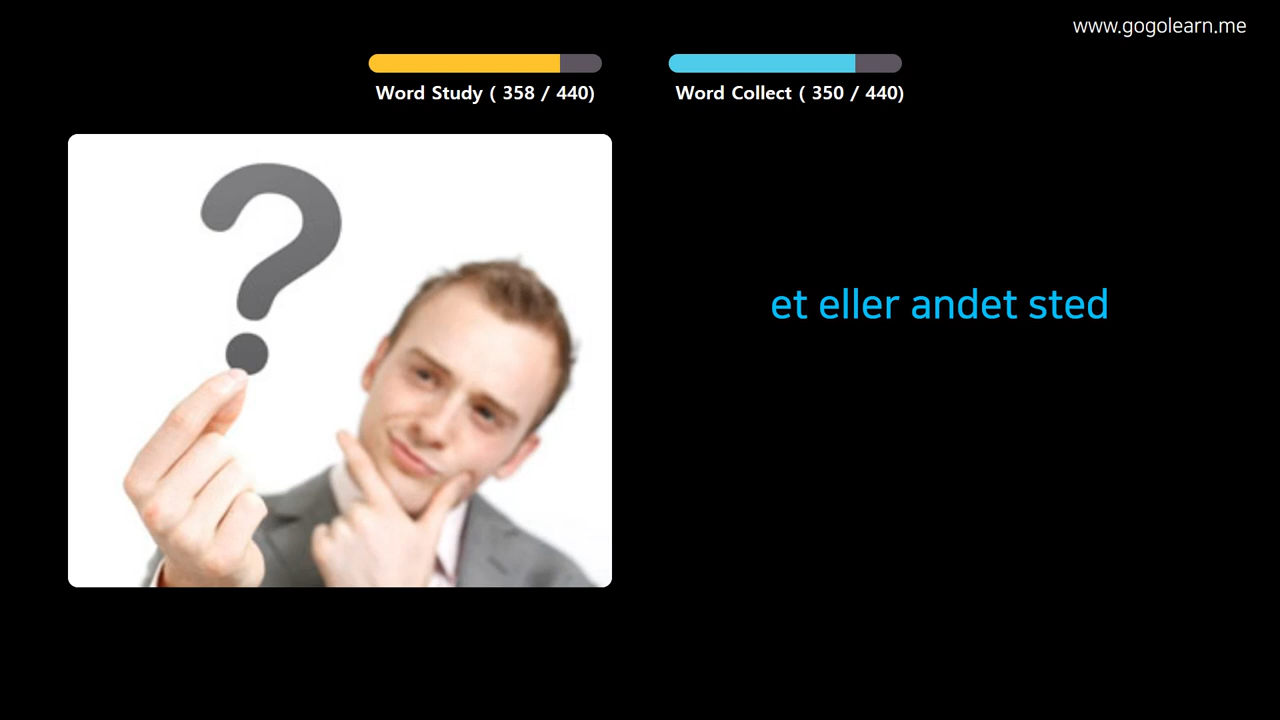 www.gogolearn.me
Word Study ( 358 / 440)
Word Collect ( 350 / 440)
?
et eller andet sted